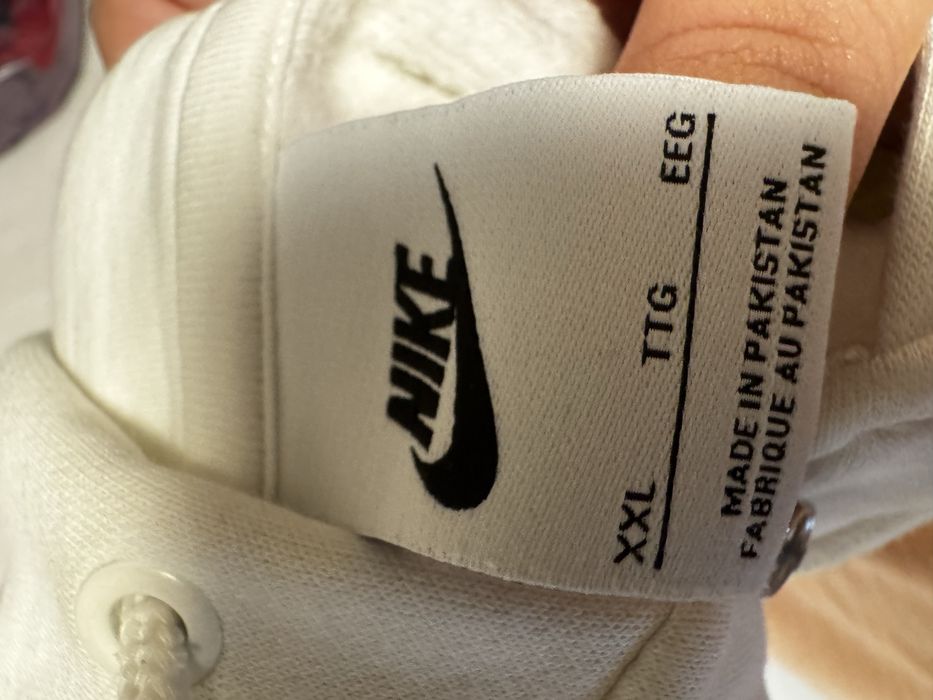 NIKE
XXL TTG EEG
MADE IN PAKISTAN
FABRIQUE AU PAKISTAN